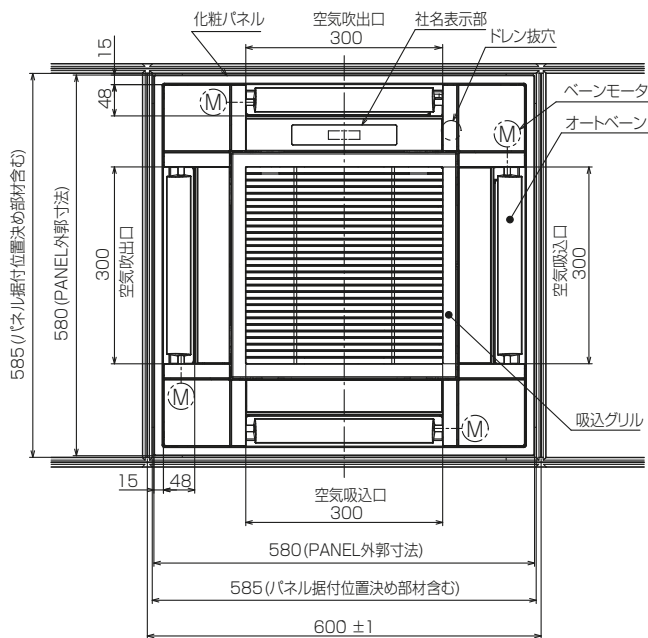 化粧パネル
空気吹出口
300
社名表示部
ドレン抜穴
15
48
M
ベーンモータ
M
オートベーン
585(パネル据付位置決め部材含む)
580(PANEL外郭寸法)
300
空気吹出口
空気吸込口
300
M
M
吸込グリル
15
48
空気吸込口
300
580(PANEL外郭寸法)
585(パネル据付位置決め部材含む)
600 ±1